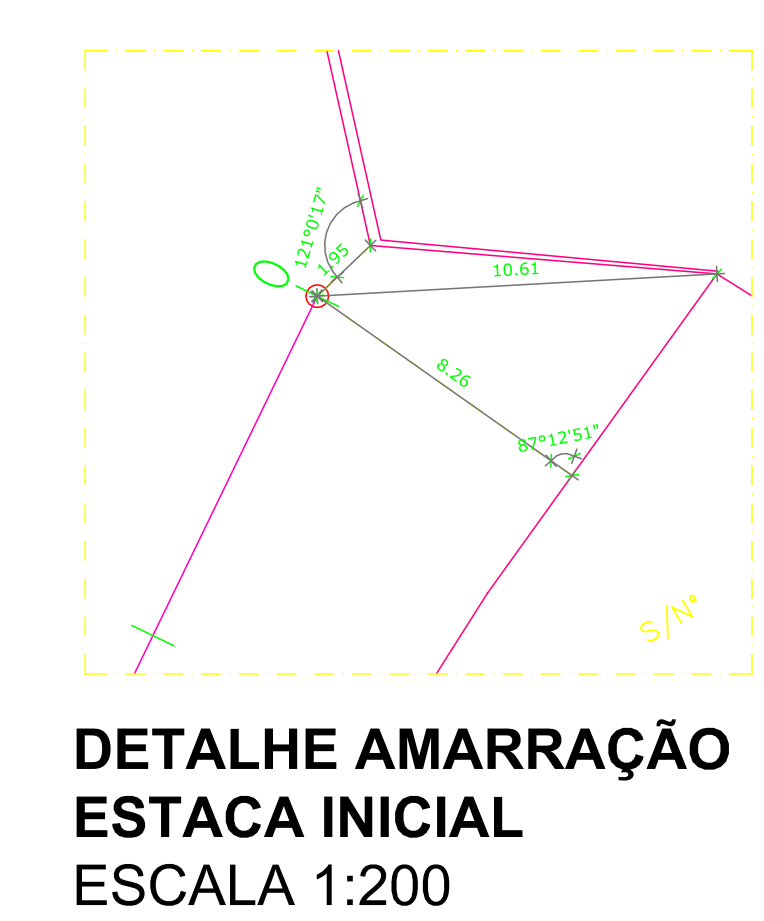 121°0'17"
1.95
10.61
0
8.26
87°12'51"
S/N°
DETALHE AMARRAÇÃO
ESTACA INICIAL
ESCALA 1:200